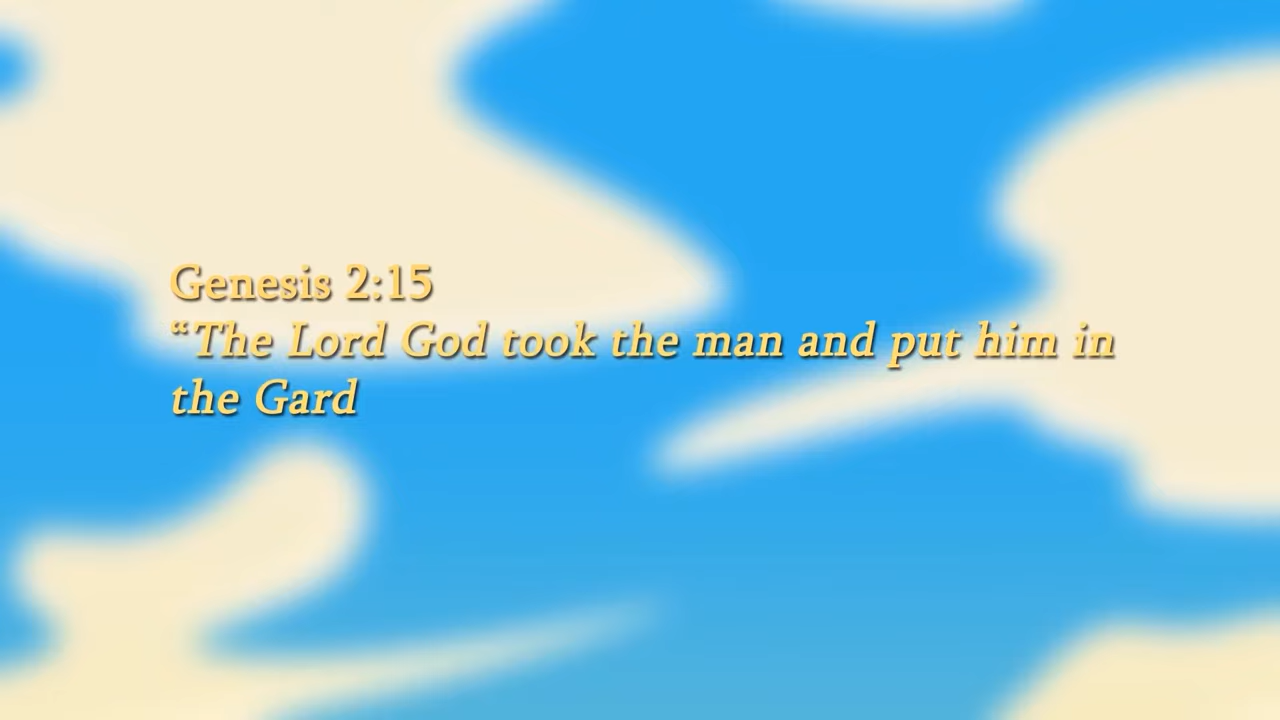 Genesis 2:15
“The Lord God took the man and put him in
the Gard